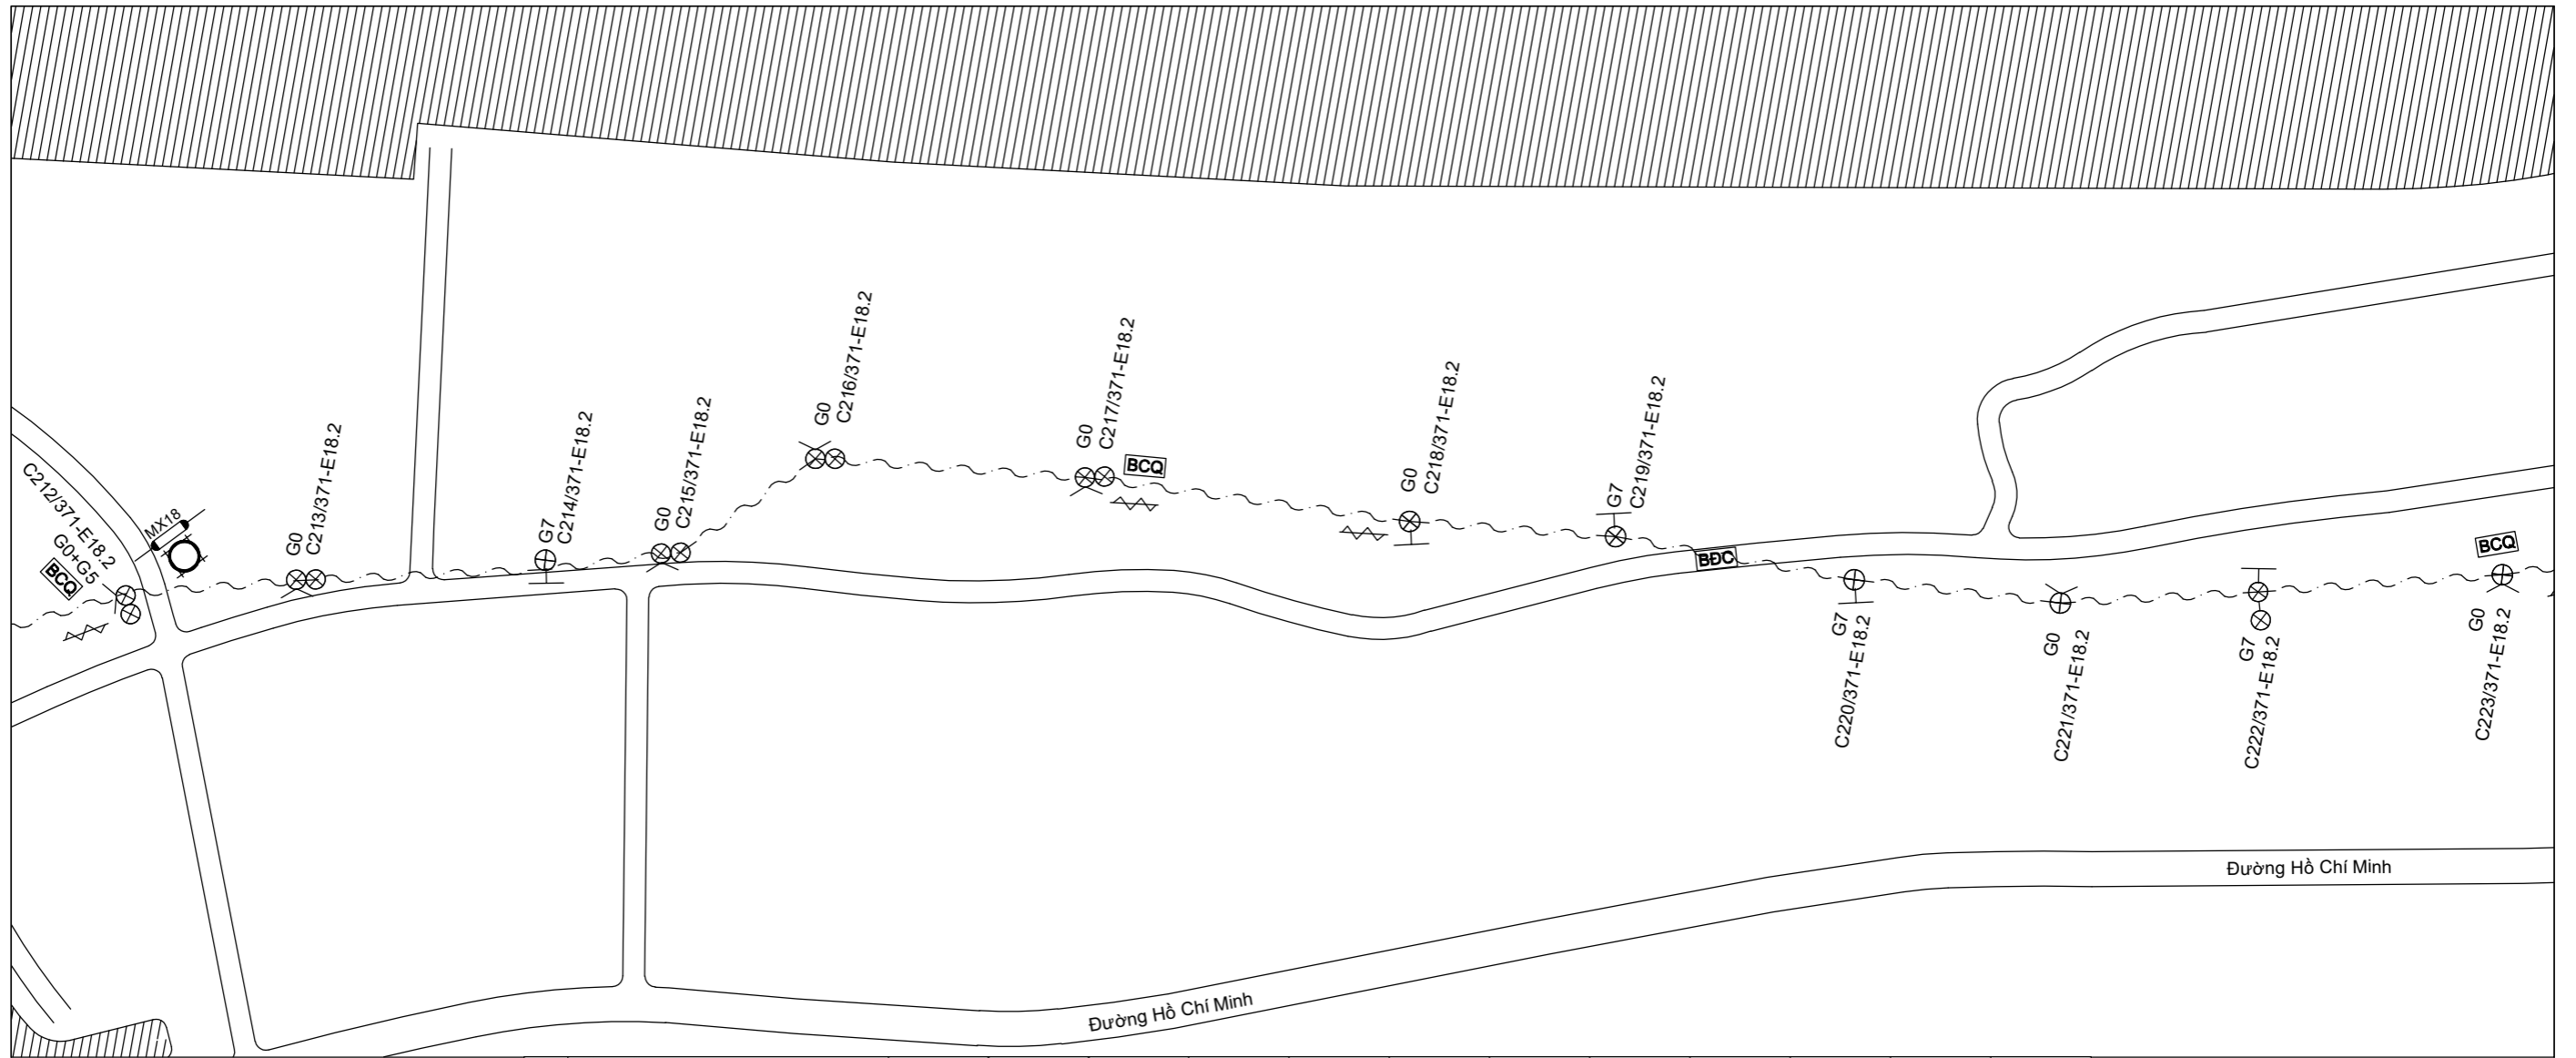 C212/371-E18.2
G0+G5
BCQ
MX18
G0
C213/371-E18.2
G7
C214/371-E18.2
G0
C215/371-E18.2
G0
C216/371-E18.2
G0
C217/371-E18.2
BCQ
G0
C218/371-E18.2
G7
C219/371-E18.2
BĐC
G7
C220/371-E18.2
G0
C221/371-E18.2
G7
C222/371-E18.2
BCQ
G0
C223/371-E18.2
Đường Hồ Chí Minh
Đường Hồ Chí Minh